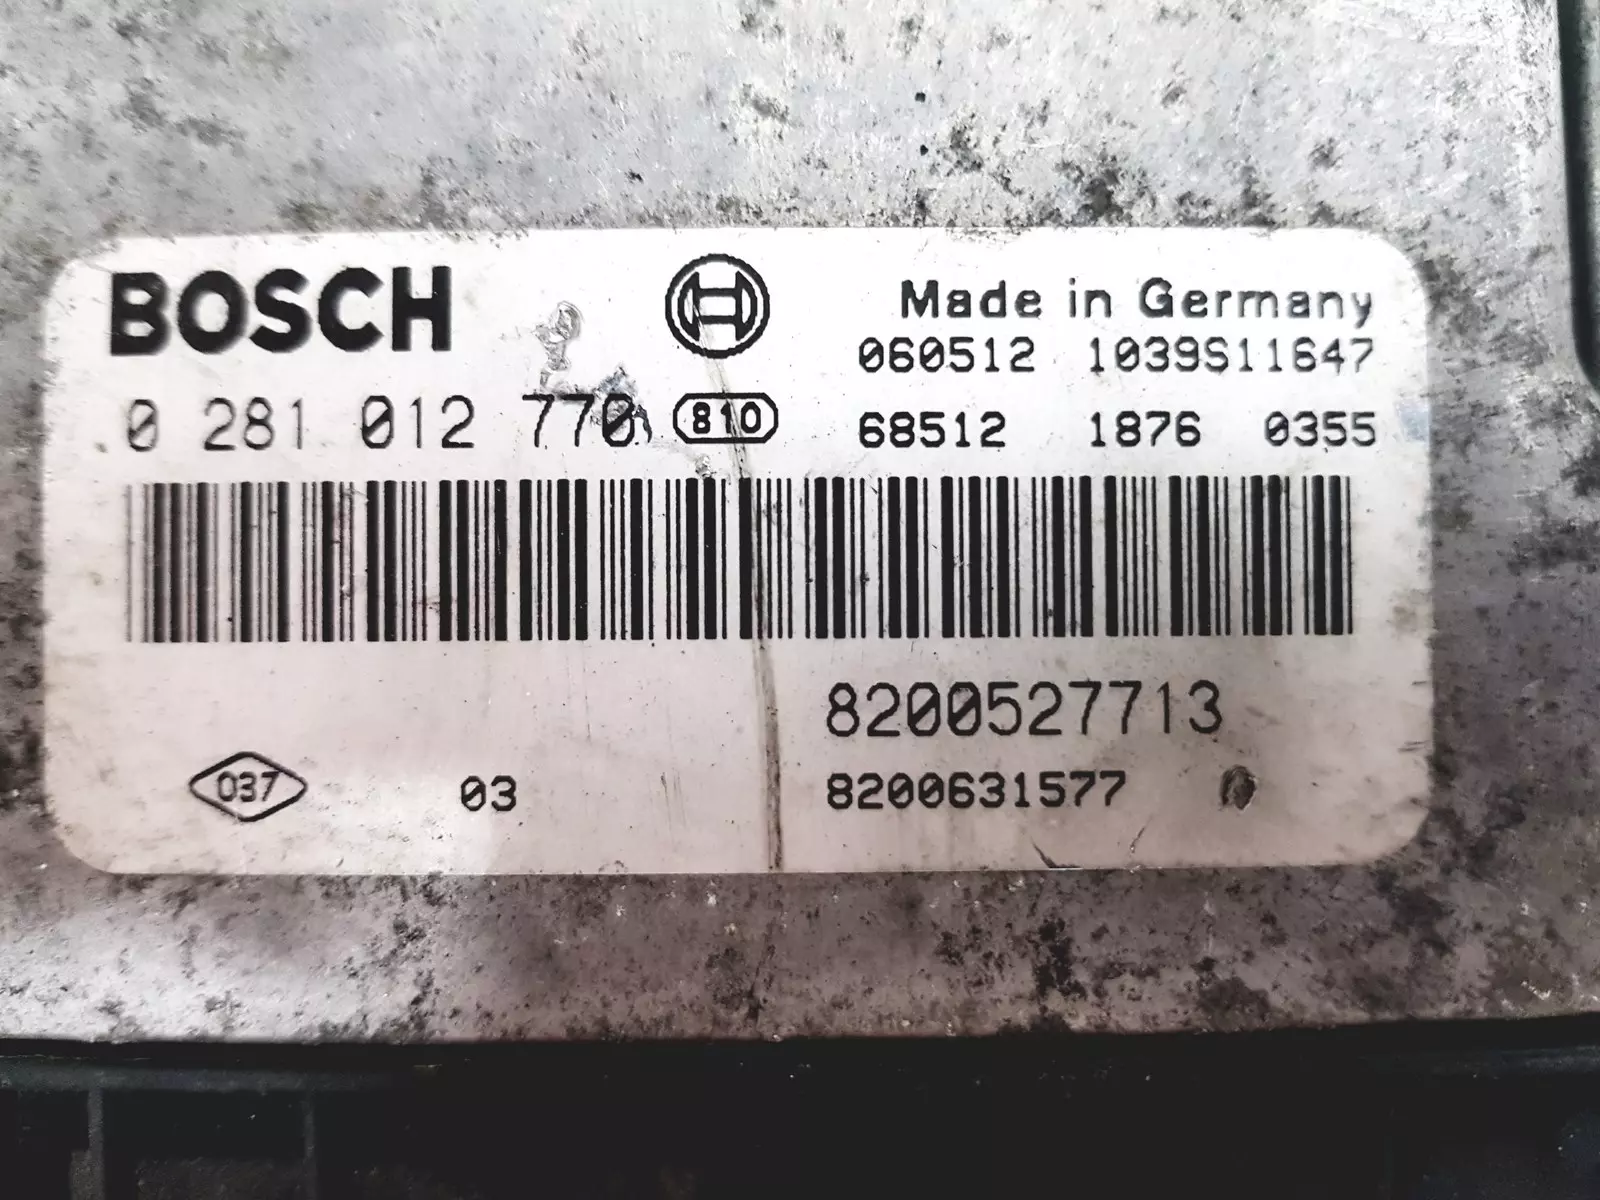 BOSCH
Made in Germany
060512 1039S11647
0 281 012 770 810
68512 1876 0355
8200527713
037 03 8200631577